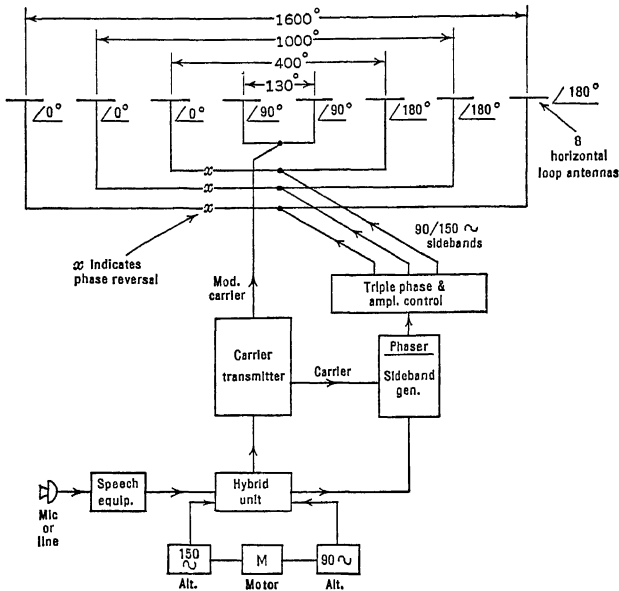 1600°
1000°
400°
130°
∠0° ∠0° ∠0° ∠90° ∠90° ∠180° ∠180° ∠180°
8
horizontal
loop antennas
x
x
x
90/150 ~
sidebands
x Indicates
phase reversal
Mod.
carrier
Triple phase &
ampl. control
Carrier
transmitter
Carrier
Phaser
Sideband
gen.
Speech
equip.
Hybrid
unit
Mic
or
line
150
~
M
90 ~
Alt.
Motor
Alt.